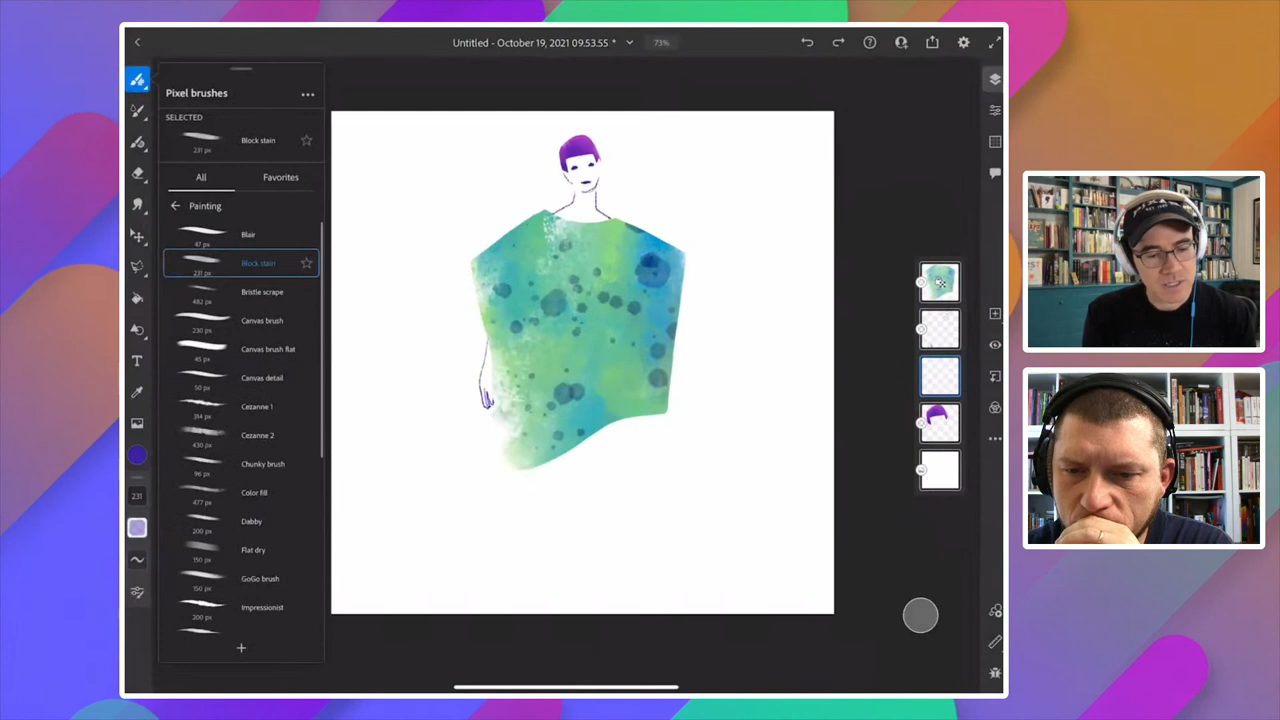 Untitled - October 19, 2021 09.53.55 *
73%
Pixel brushes
SELECTED
Block stain
231 px
All
Favorites
Painting
Blair
47 px
Block stain
231 px
Bristle scrape
482 px
Canvas brush
230 px
Canvas brush flat
45 px
Canvas detail
50 px
Cezanne 1
314 px
Cezanne 2
430 px
Chunky brush
96 px
Color fill
477 px
Dabby
200 px
Flat dry
150 px
GoGo brush
150 px
Impressionist
200 px
231